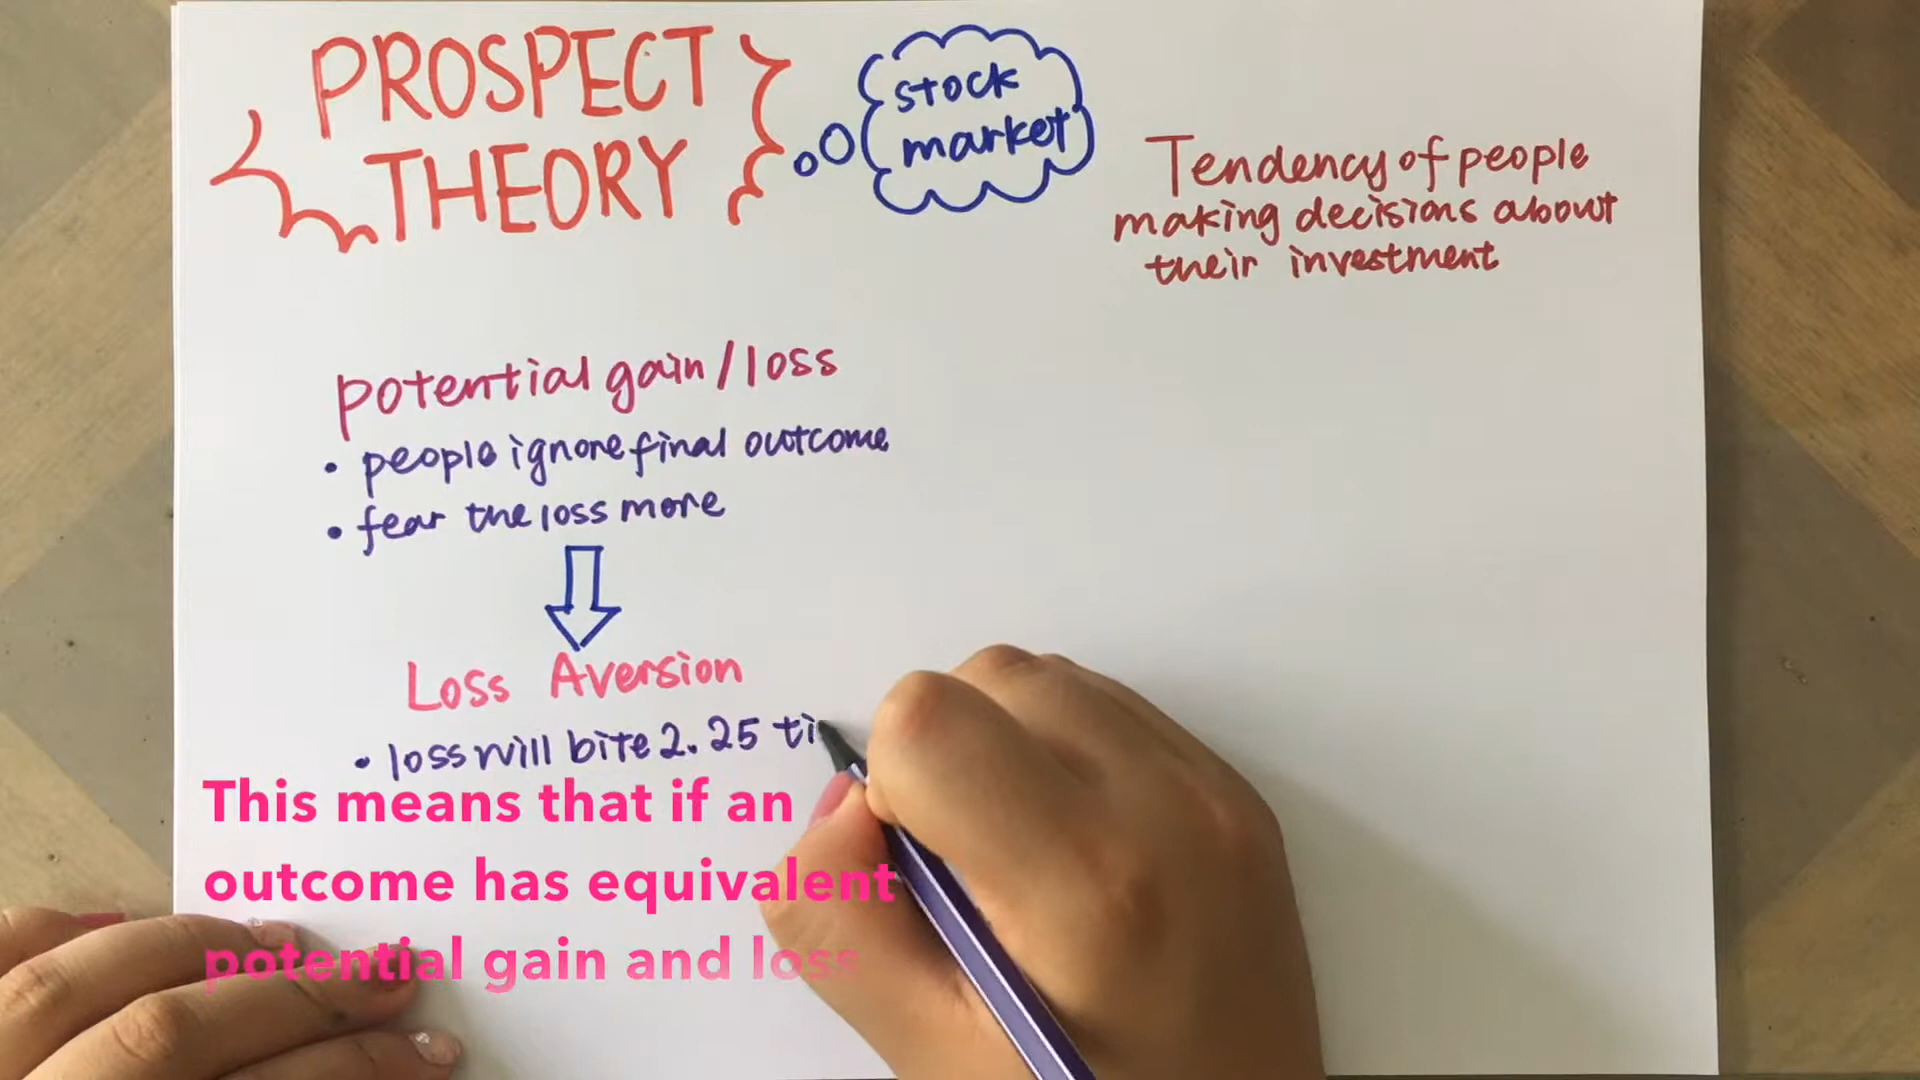 PROSPECT
THEORY
stock
market
Tendency of people
making decisions about
their investment
potential gain/loss
• people ignore final outcome
• fear the loss more
Loss Aversion
• loss will bite 2.25 ti
This means that if an
outcome has equivalent
potential gain and loss